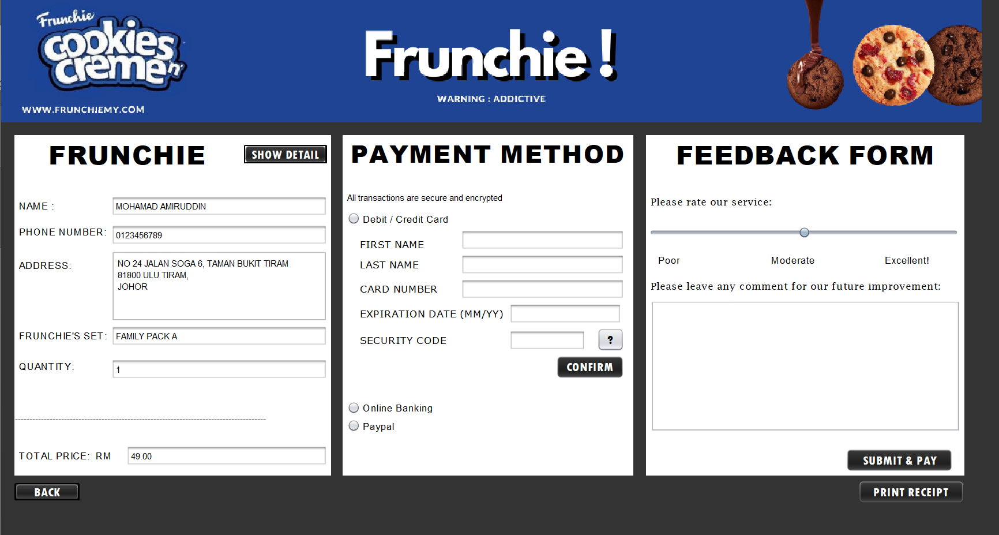 Frunchie
cookies
n'
creme
WWW.FRUNCHIEMY.COM
Frunchie!
WARNING : ADDICTIVE
FRUNCHIE
SHOW DETAIL
NAME :
MOHAMAD AMIRUDDIN
PHONE NUMBER:
0123456789
ADDRESS:
NO 24 JALAN SOGA 6, TAMAN BUKIT TIRAM
81800 ULU TIRAM,
JOHOR
FRUNCHIE'S SET:
FAMILY PACK A
QUANTITY:
1
---------------------------------------------------------------------------------------
TOTAL PRICE: RM
49.00
BACK
PAYMENT METHOD
All transactions are secure and encrypted
Debit / Credit Card
FIRST NAME
LAST NAME
CARD NUMBER
EXPIRATION DATE (MM/YY)
SECURITY CODE
?
CONFIRM
Online Banking
Paypal
FEEDBACK FORM
Please rate our service:
Poor Moderate Excellent!
Please leave any comment for our future improvement:
SUBMIT & PAY
PRINT RECEIPT